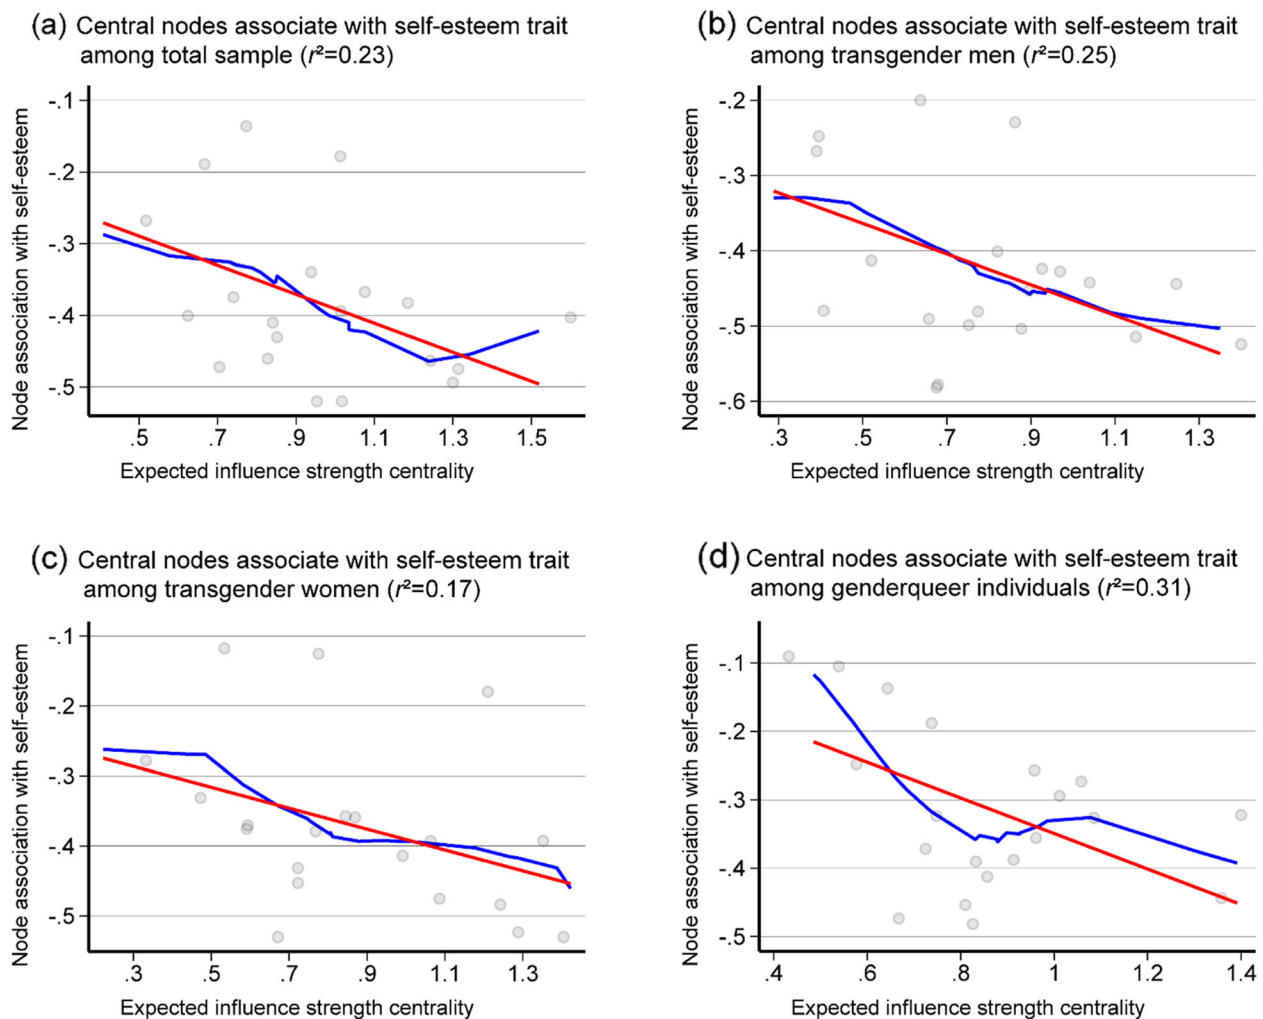 (a) Central nodes associate with self-esteem trait
among total sample (r²=0.23)
Node association with self-esteem
-.1
-.2
-.3
-.4
-.5
.5 .7 .9 1.1 1.3 1.5
Expected influence strength centrality
(b) Central nodes associate with self-esteem trait
among transgender men (r²=0.25)
Node association with self-esteem
-.2
-.3
-.4
-.5
-.6
.3 .5 .7 .9 1.1 1.3
Expected influence strength centrality
(c) Central nodes associate with self-esteem trait
among transgender women (r²=0.17)
Node association with self-esteem
-.1
-.2
-.3
-.4
-.5
.3 .5 .7 .9 1.1 1.3
Expected influence strength centrality
(d) Central nodes associate with self-esteem trait
among genderqueer individuals (r²=0.31)
Node association with self-esteem
-.1
-.2
-.3
-.4
-.5
.4 .6 .8 1 1.2 1.4
Expected influence strength centrality